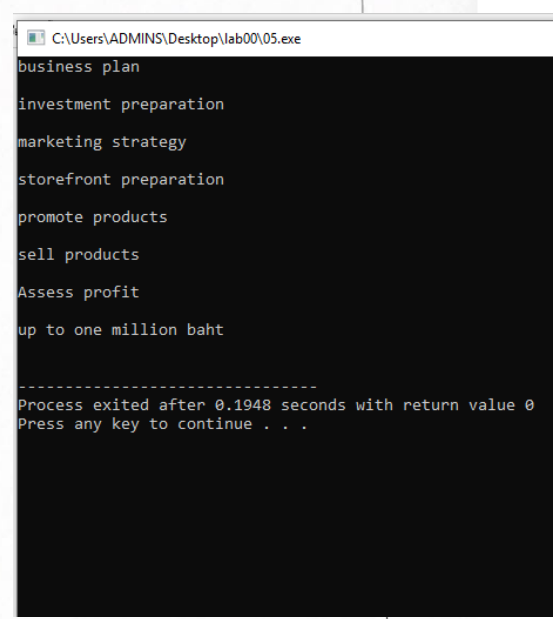 C:\Users\ADMINS\Desktop\lab00\05.exe
business plan
investment preparation
marketing strategy
storefront preparation
promote products
sell products
Assess profit
up to one million baht
--------------------------------
Process exited after 0.1948 seconds with return value 0
Press any key to continue . . .